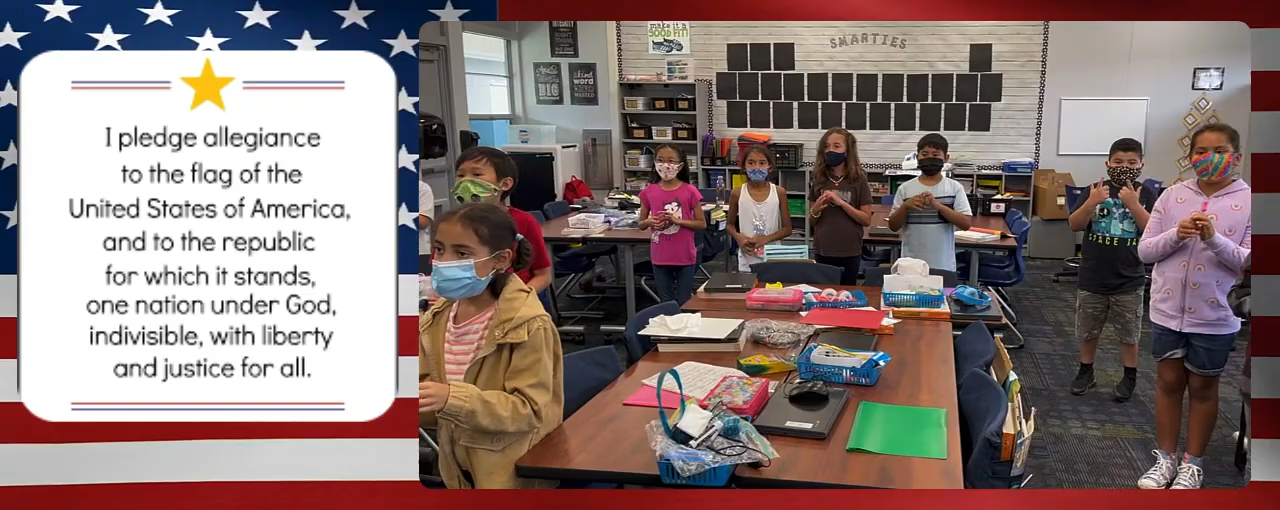 I pledge allegiance
to the flag of the
United States of America,
and to the republic
for which it stands,
one nation under God,
indivisible, with liberty
and justice for all.
make it a
GOOD FIT!
SMARTIES
BIG
kind
word
SPACE JA